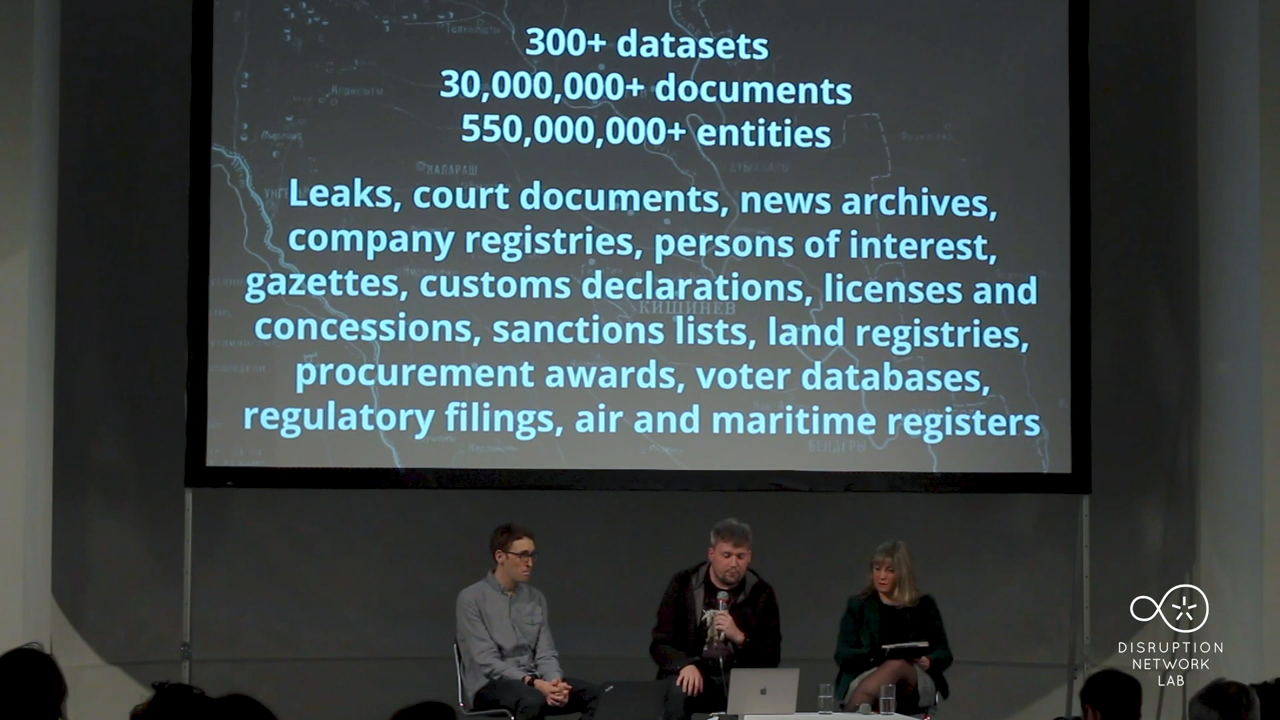 300+ datasets
30,000,000+ documents
550,000,000+ entities
Leaks, court documents, news archives,
company registries, persons of interest,
gazettes, customs declarations, licenses and
concessions, sanctions lists, land registries,
procurement awards, voter databases,
regulatory filings, air and maritime registers
КАЛАРАШ
КИШИНЕВ
БЕНДЕРЫ
DISRUPTION
NETWORK
LAB